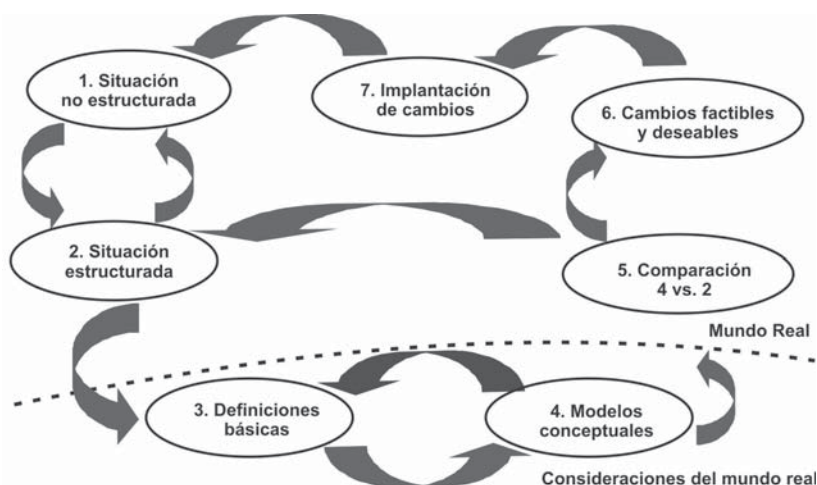 1. Situación
no estructurada
7. Implantación
de cambios
6. Cambios factibles
y deseables
2. Situación
estructurada
5. Comparación
4 vs. 2
Mundo Real
3. Definiciones
básicas
4. Modelos
conceptuales
Consideraciones del mundo real